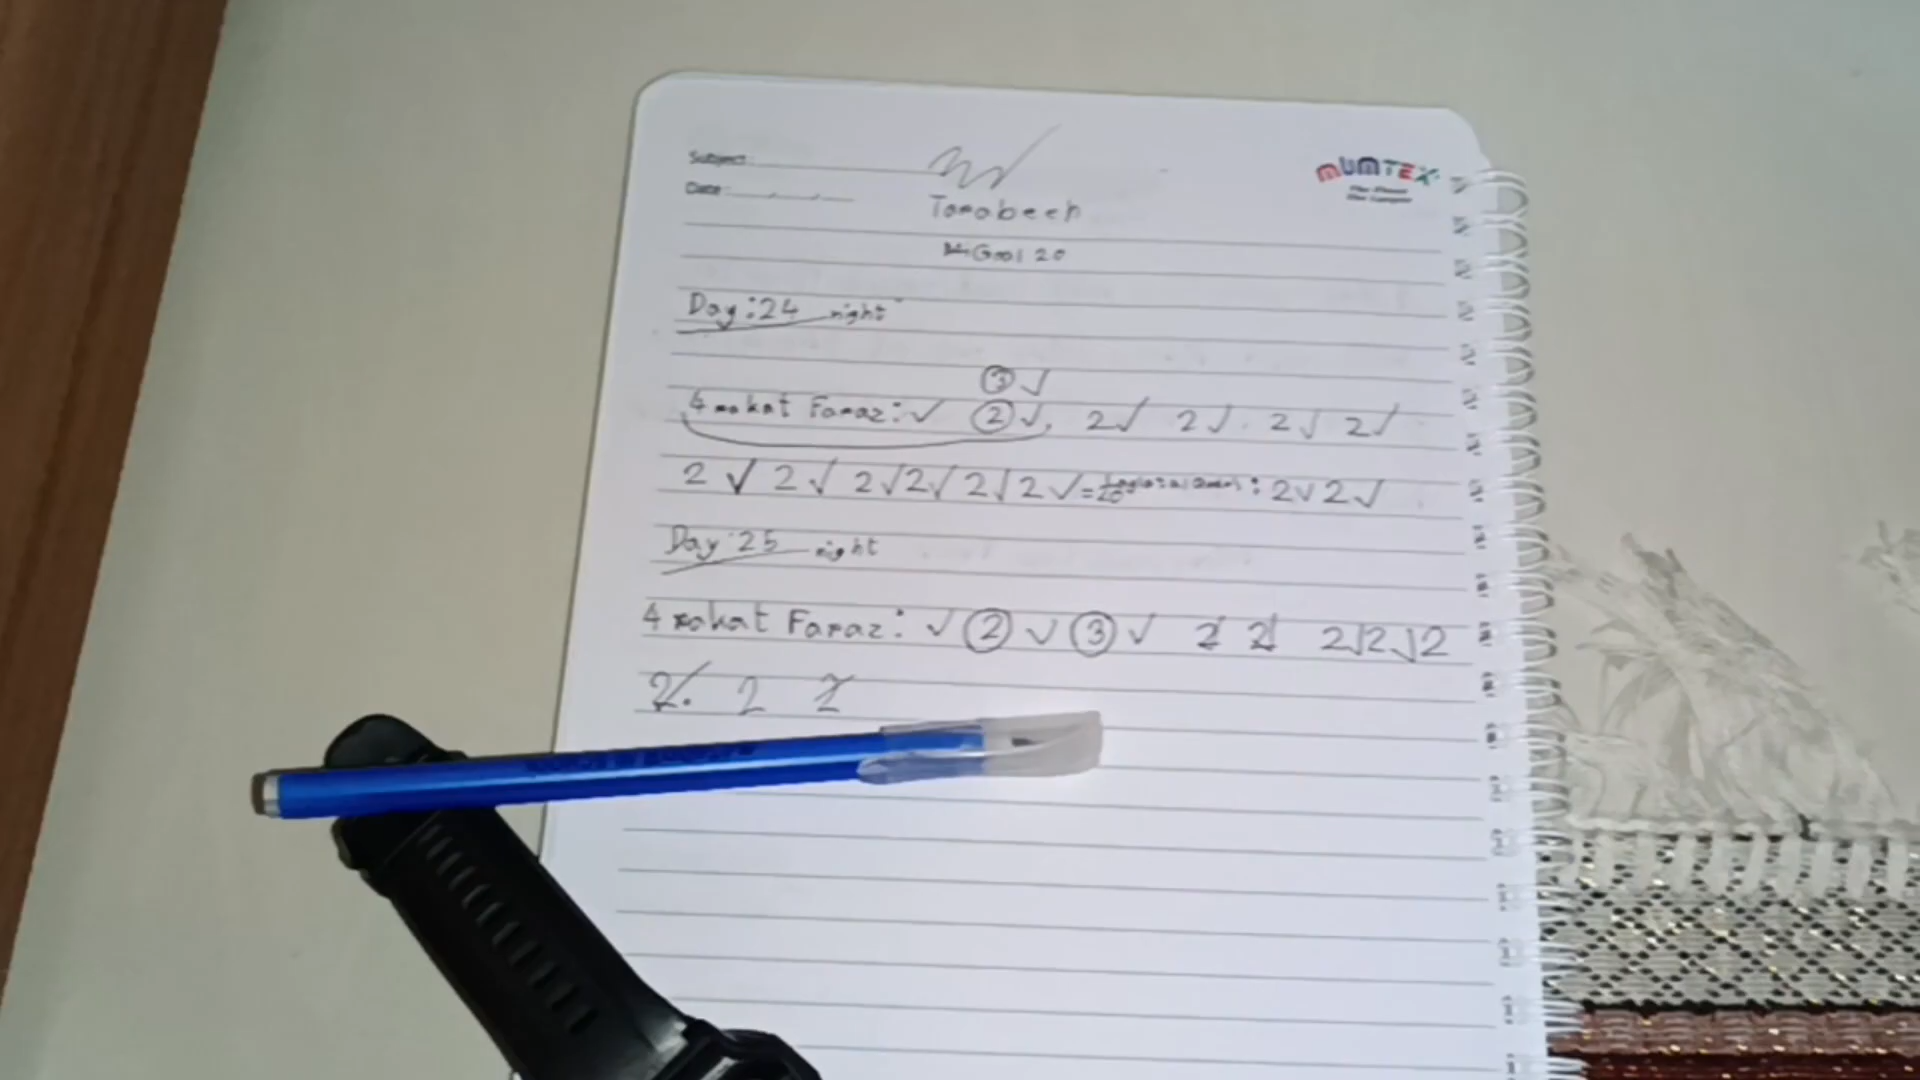 Subject:
Date:
MUMTEX
Tarabeeh
Goal 20
Day:24 night
③ ✓
4 rakat Faraz: ✓ ② ✓, 2 ✓ 2 ✓. 2 ✓ 2 ✓
2 ✓ 2 ✓ 2 ✓ 2 ✓ 2 ✓ 2 ✓ = 20 : 2 ✓ 2 ✓
Day:25 night
4 rakat Faraz: ✓ ② ✓ ③ ✓ 2 2 2 ✓ 2 ✓ 2
2. 2 2